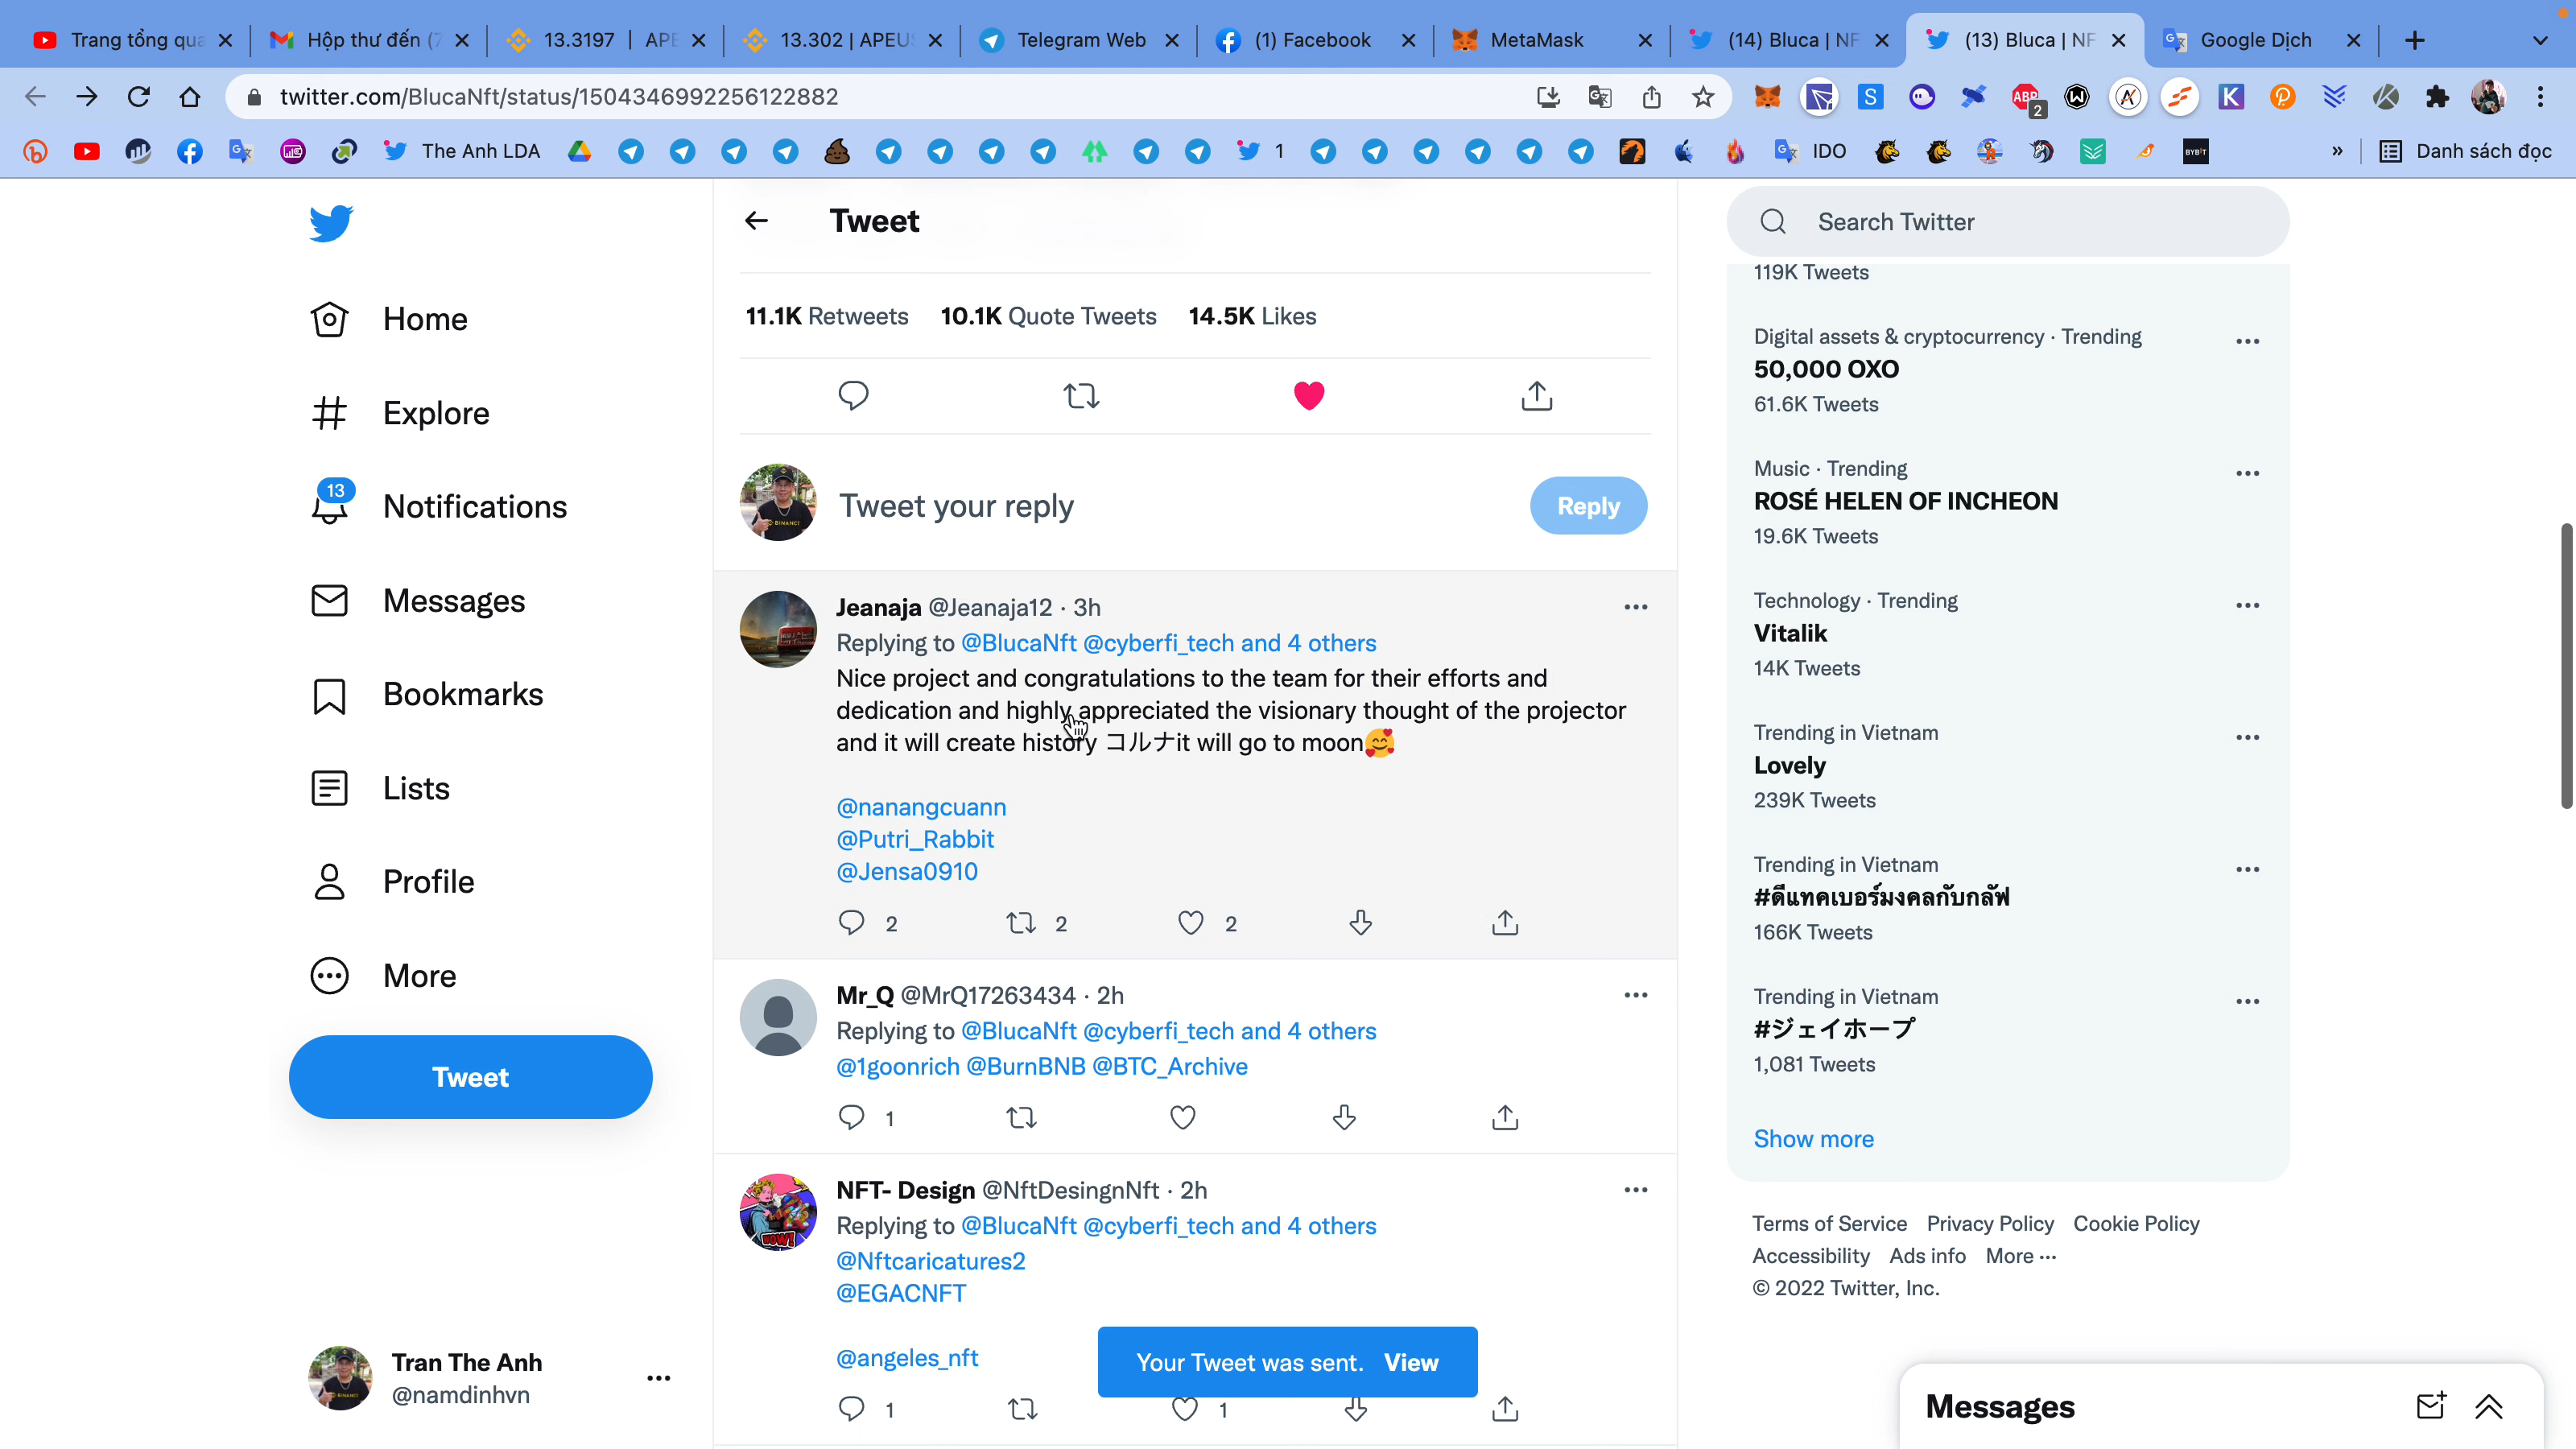 Trang tổng qua
Hộp thư đến (7
13.3197 | APE
13.302 | APEUS
Telegram Web
(1) Facebook
MetaMask
(14) Bluca | NF
(13) Bluca | NF
Google Dịch
twitter.com/BlucaNft/status/1504346992256122882
ABP
2
The Anh LDA
1
IDO
BYBIT
Danh sách đọc
Home
Explore
13
Notifications
Messages
Bookmarks
Lists
Profile
More
Tweet
Tran The Anh
@namdinhvn
Tweet
11.1K Retweets 10.1K Quote Tweets 14.5K Likes
Tweet your reply
Reply
Jeanaja @Jeanaja12 · 3h
Replying to @BlucaNft @cyberfi_tech and 4 others
Nice project and congratulations to the team for their efforts and
dedication and highly appreciated the visionary thought of the projector
and it will create history コルナit will go to moon🥰
@nanangcuann
@Putri_Rabbit
@Jensa0910
2 2 2
Mr_Q @MrQ17263434 · 2h
Replying to @BlucaNft @cyberfi_tech and 4 others
@1goonrich @BurnBNB @BTC_Archive
1
NFT- Design @NftDesingnNft · 2h
Replying to @BlucaNft @cyberfi_tech and 4 others
@Nftcaricatures2
@EGACNFT
@angeles_nft
1 1
Your Tweet was sent. View
Search Twitter
119K Tweets
Digital assets & cryptocurrency · Trending
50,000 OXO
61.6K Tweets
Music · Trending
ROSÉ HELEN OF INCHEON
19.6K Tweets
Technology · Trending
Vitalik
14K Tweets
Trending in Vietnam
Lovely
239K Tweets
Trending in Vietnam
#ดีแทคเบอร์มงคลกับกลัฟ
166K Tweets
Trending in Vietnam
#ジェイホープ
1,081 Tweets
Show more
Terms of Service Privacy Policy Cookie Policy
Accessibility Ads info More ···
© 2022 Twitter, Inc.
Messages